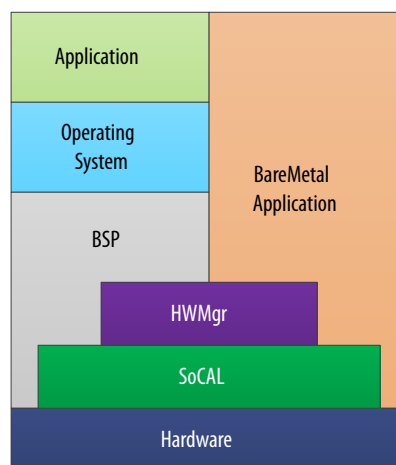 Application
Operating
System
BareMetal
Application
BSP
HWMgr
SoCAL
Hardware